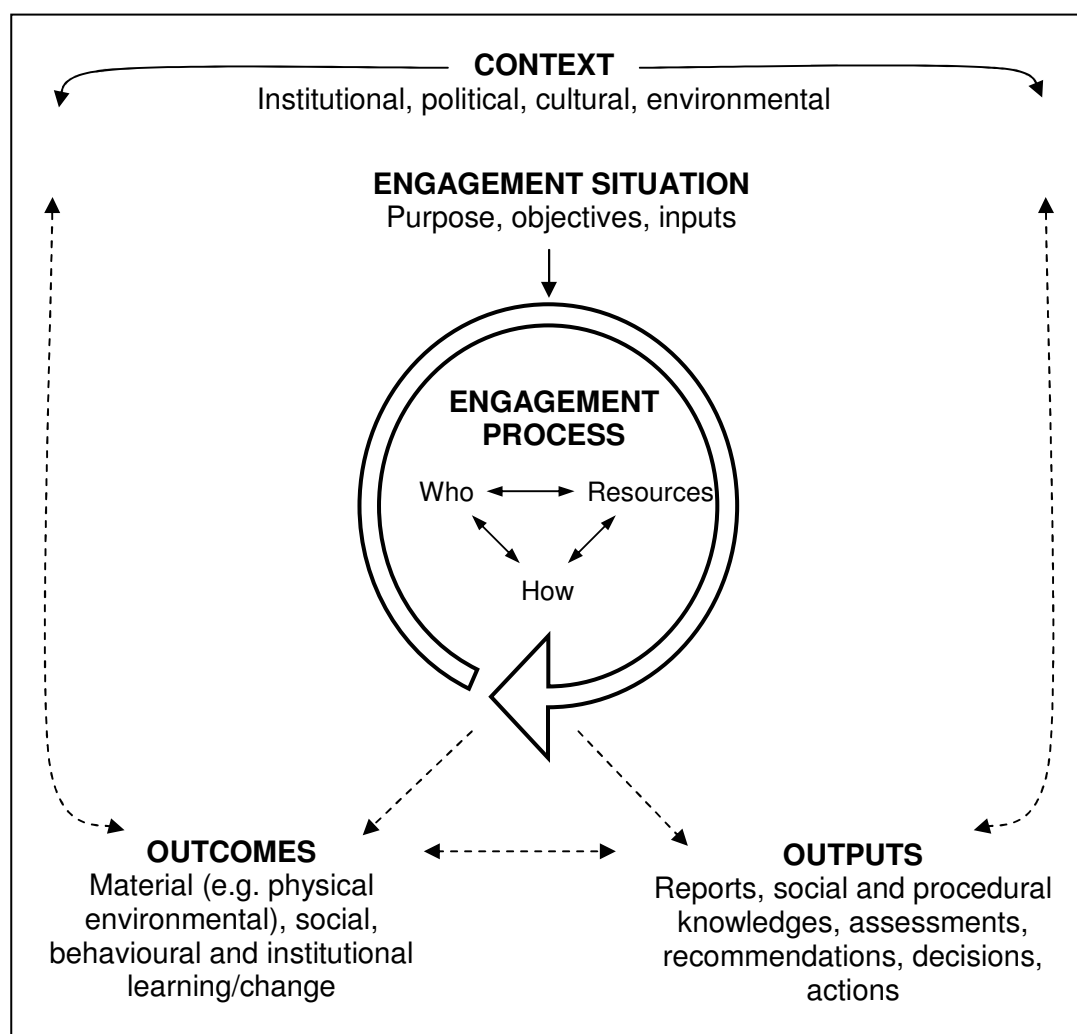 CONTEXT
Institutional, political, cultural, environmental
ENGAGEMENT SITUATION
Purpose, objectives, inputs
ENGAGEMENT
PROCESS
Who
Resources
How
OUTCOMES
Material (e.g. physical
environmental), social,
behavioural and institutional
learning/change
OUTPUTS
Reports, social and procedural
knowledges, assessments,
recommendations, decisions,
actions